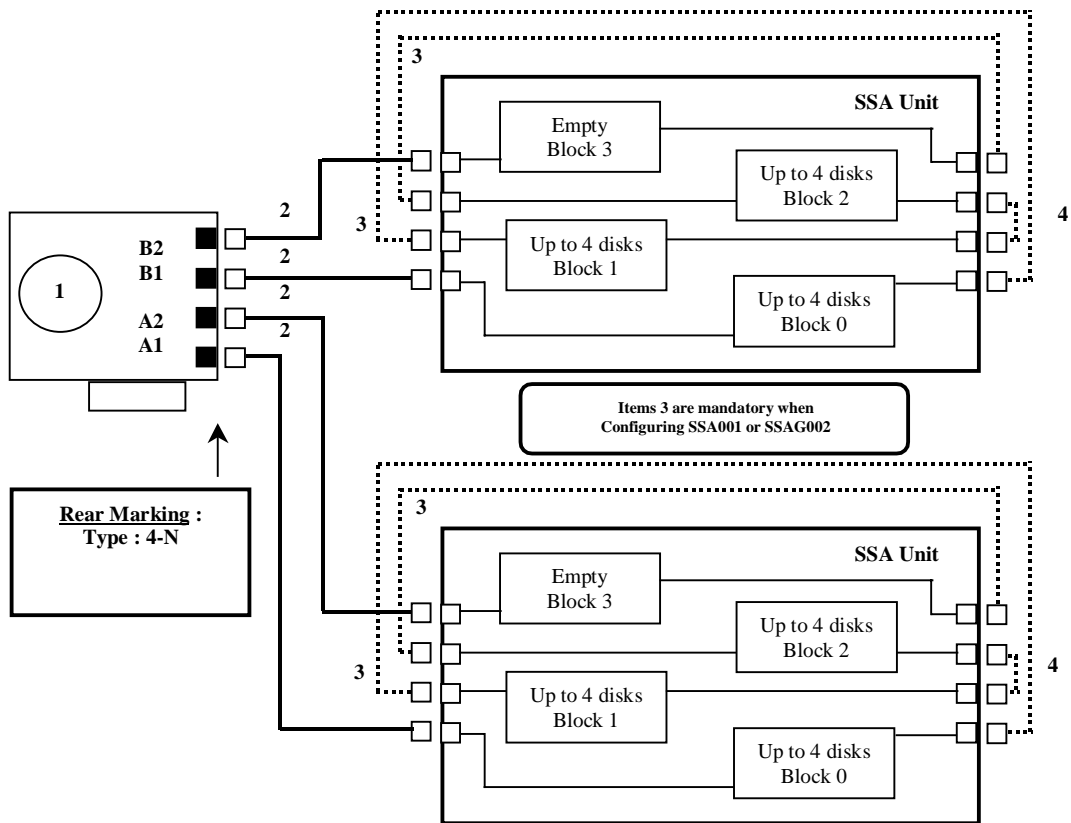 3
SSA Unit
Empty
Block 3
Up to 4 disks
Block 2
4
2
3
B2
B1
2
Up to 4 disks
Block 1
1
2
Up to 4 disks
Block 0
A2
A1
2
Items 3 are mandatory when
Configuring SSA001 or SSAG002
Rear Marking :
Type : 4-N
3
SSA Unit
Empty
Block 3
Up to 4 disks
Block 2
4
3
Up to 4 disks
Block 1
Up to 4 disks
Block 0